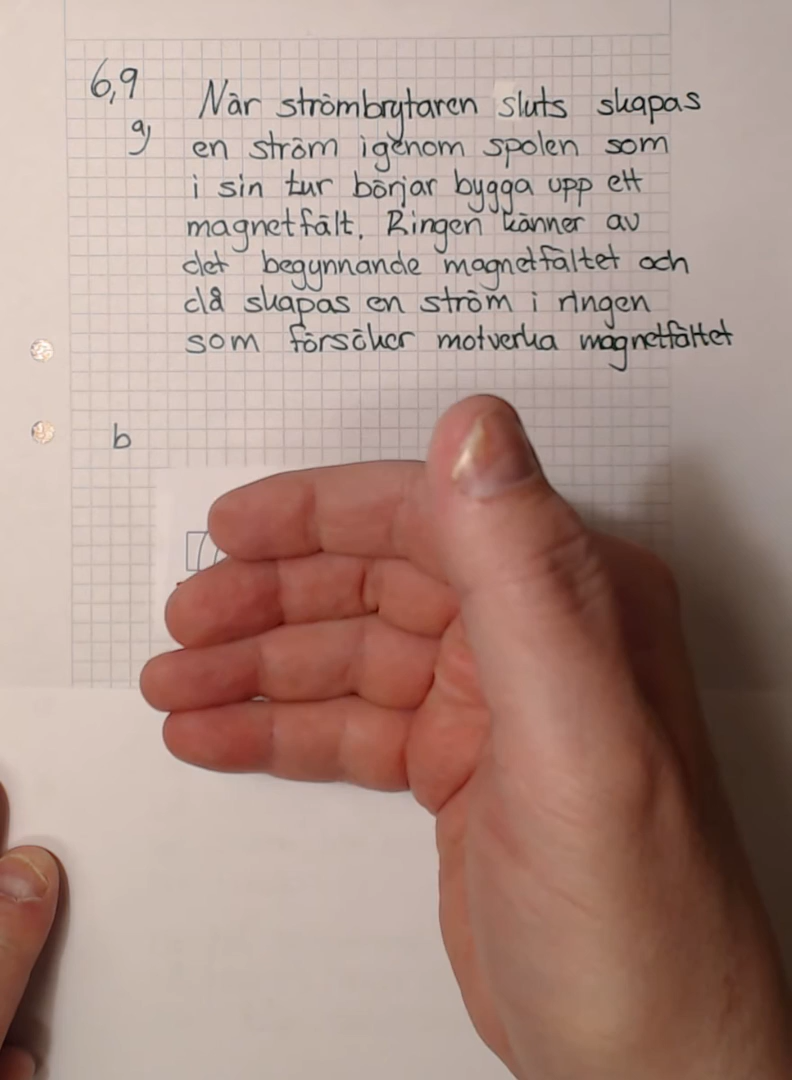 6,9
a) När strömbrytaren sluts skapas
en ström igenom spolen som
i sin tur börjar bygga upp ett
magnetfält. Ringen känner av
det begynnande magnetfältet och
då skapas en ström i ringen
som försöker motverka magnetfältet
b